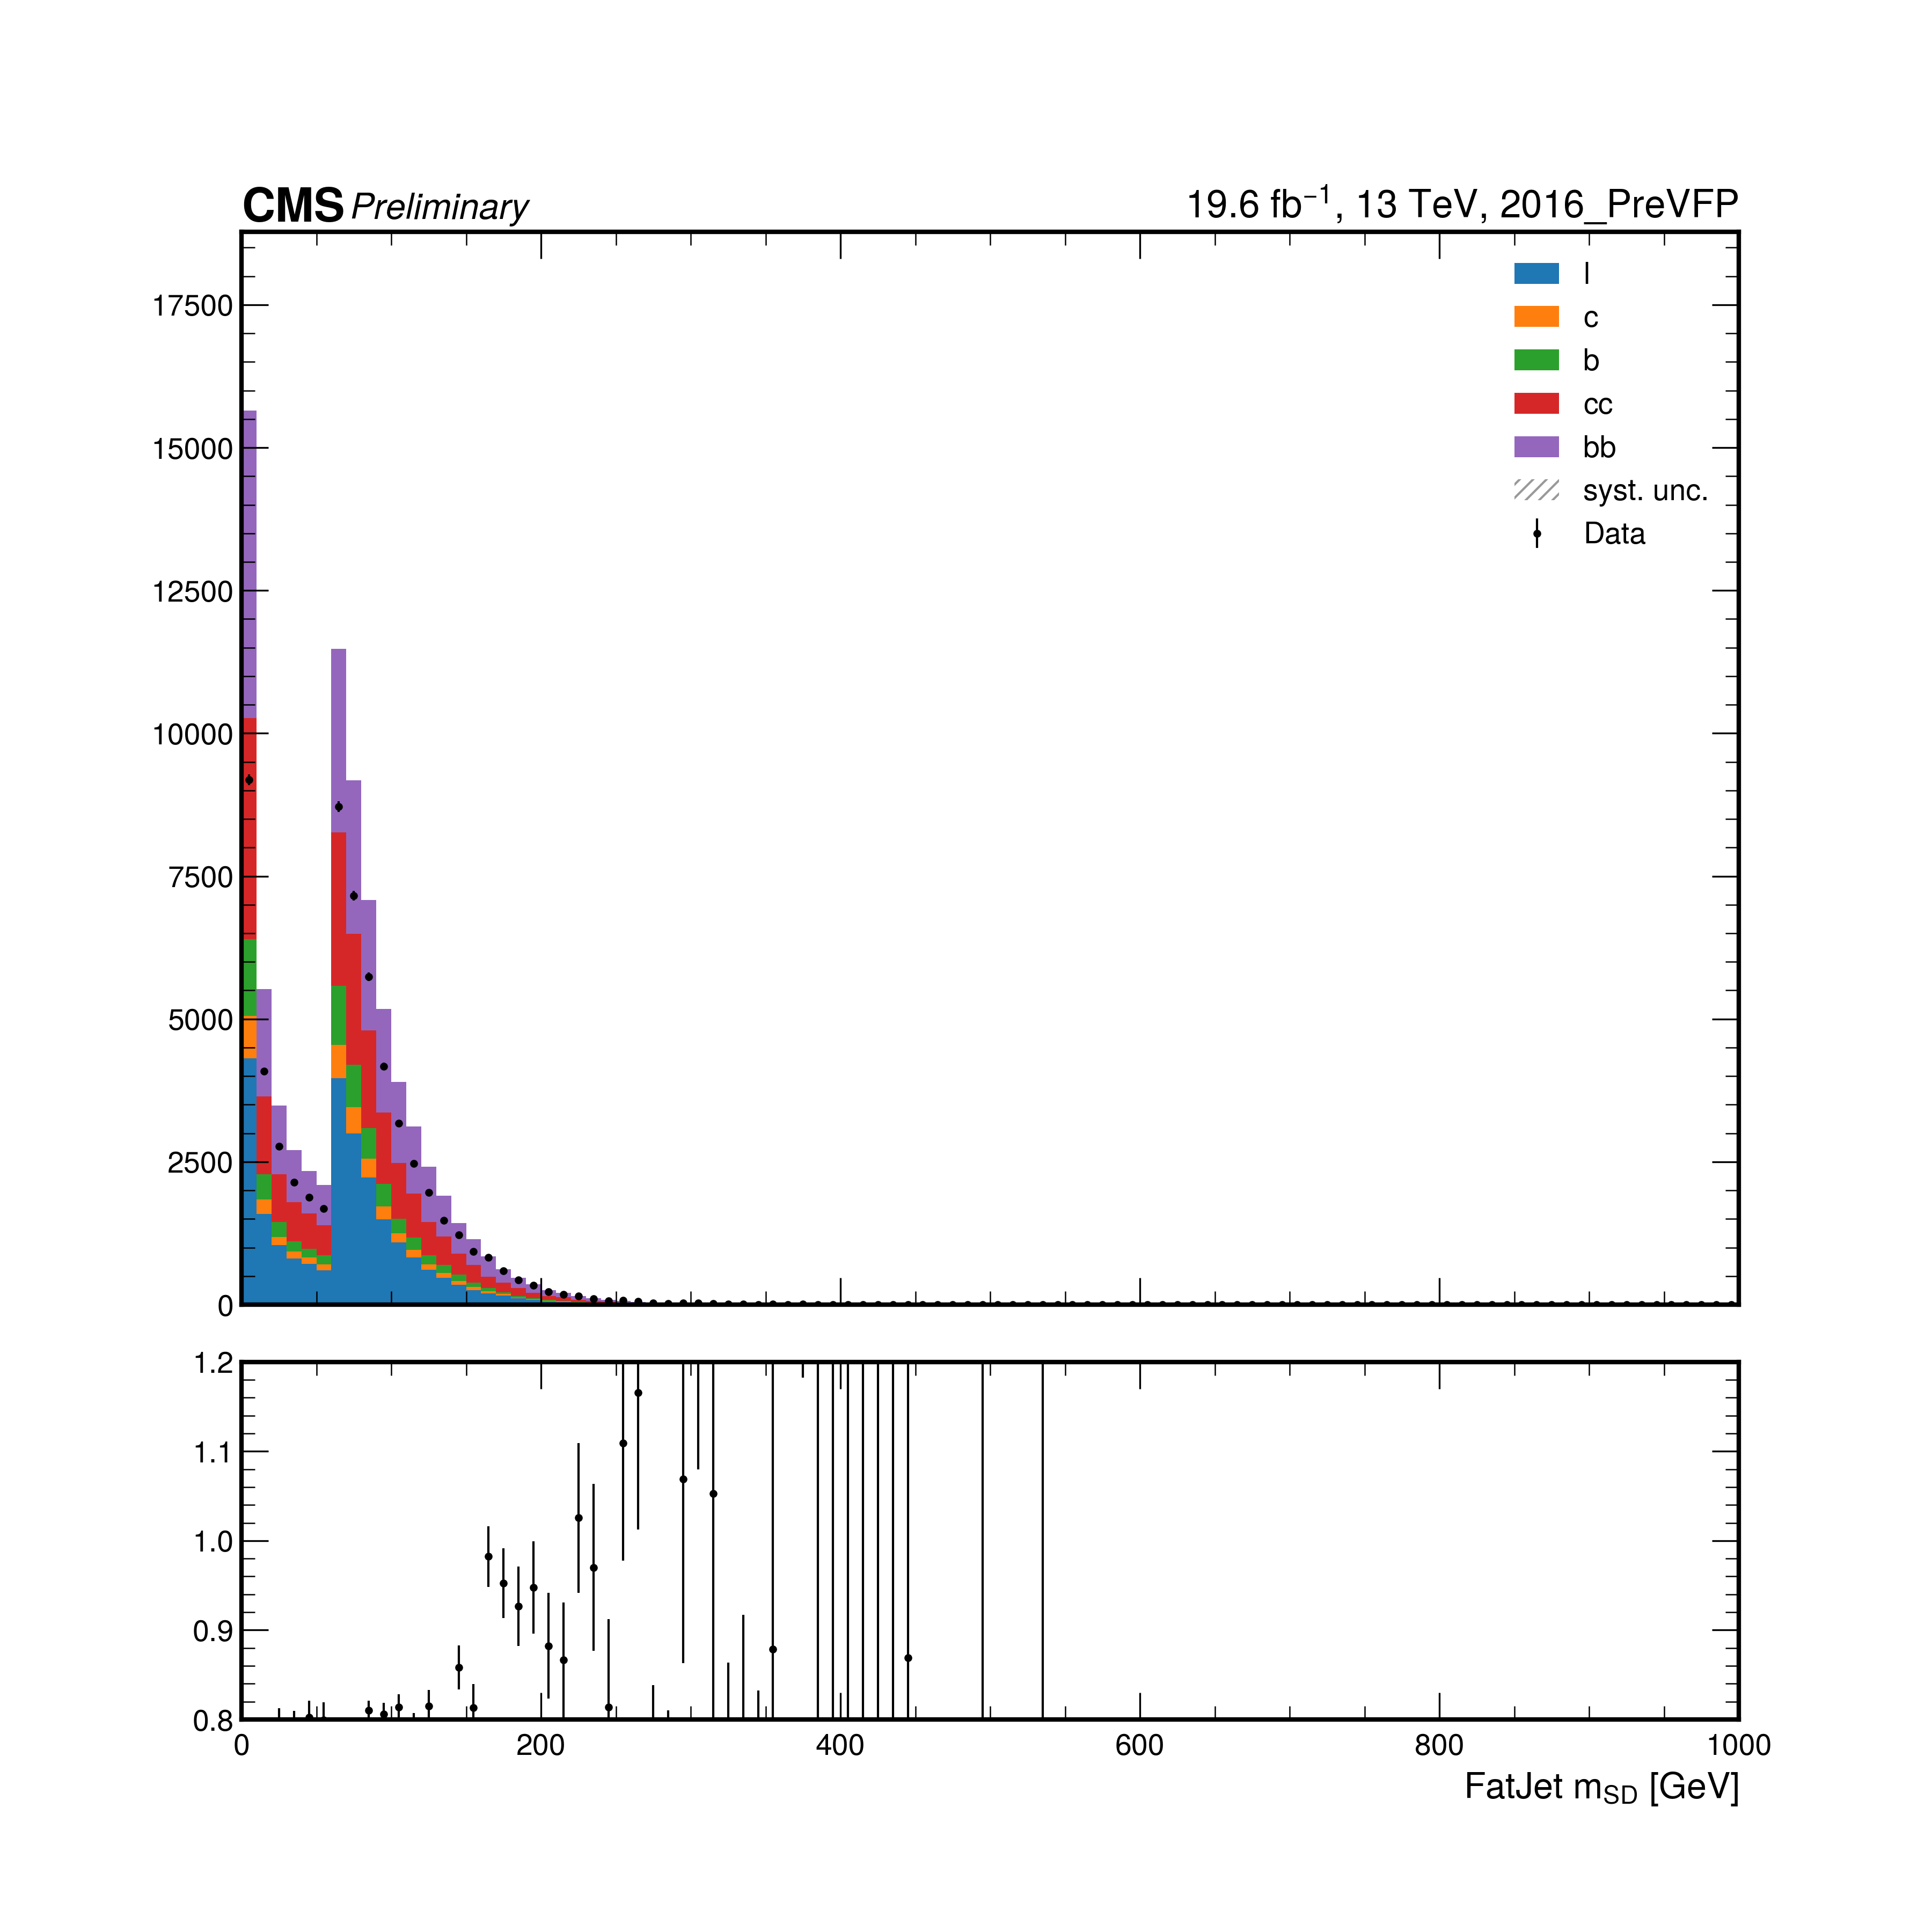 CMS Preliminary
19.6 fb⁻¹, 13 TeV, 2016_PreVFP
17500
15000
12500
10000
7500
5000
2500
0
l
c
b
cc
bb
syst. unc.
Data
1.2
1.1
1.0
0.9
0.8
0 200 400 600 800 1000
FatJet m_SD [GeV]